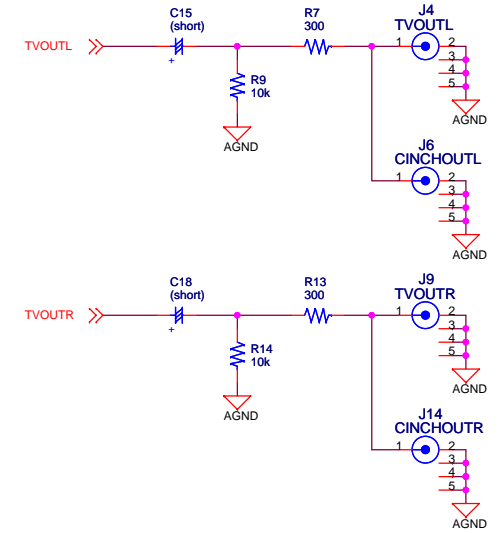 C15
(short)
R7
300
J4
TVOUTL
TVOUTL
1
2
3
4
5
+
R9
10k
AGND
AGND
J6
CINCHOUTL
1
2
3
4
5
AGND
C18
(short)
R13
300
J9
TVOUTR
TVOUTR
1
2
3
4
5
+
R14
10k
AGND
AGND
J14
CINCHOUTR
1
2
3
4
5
AGND